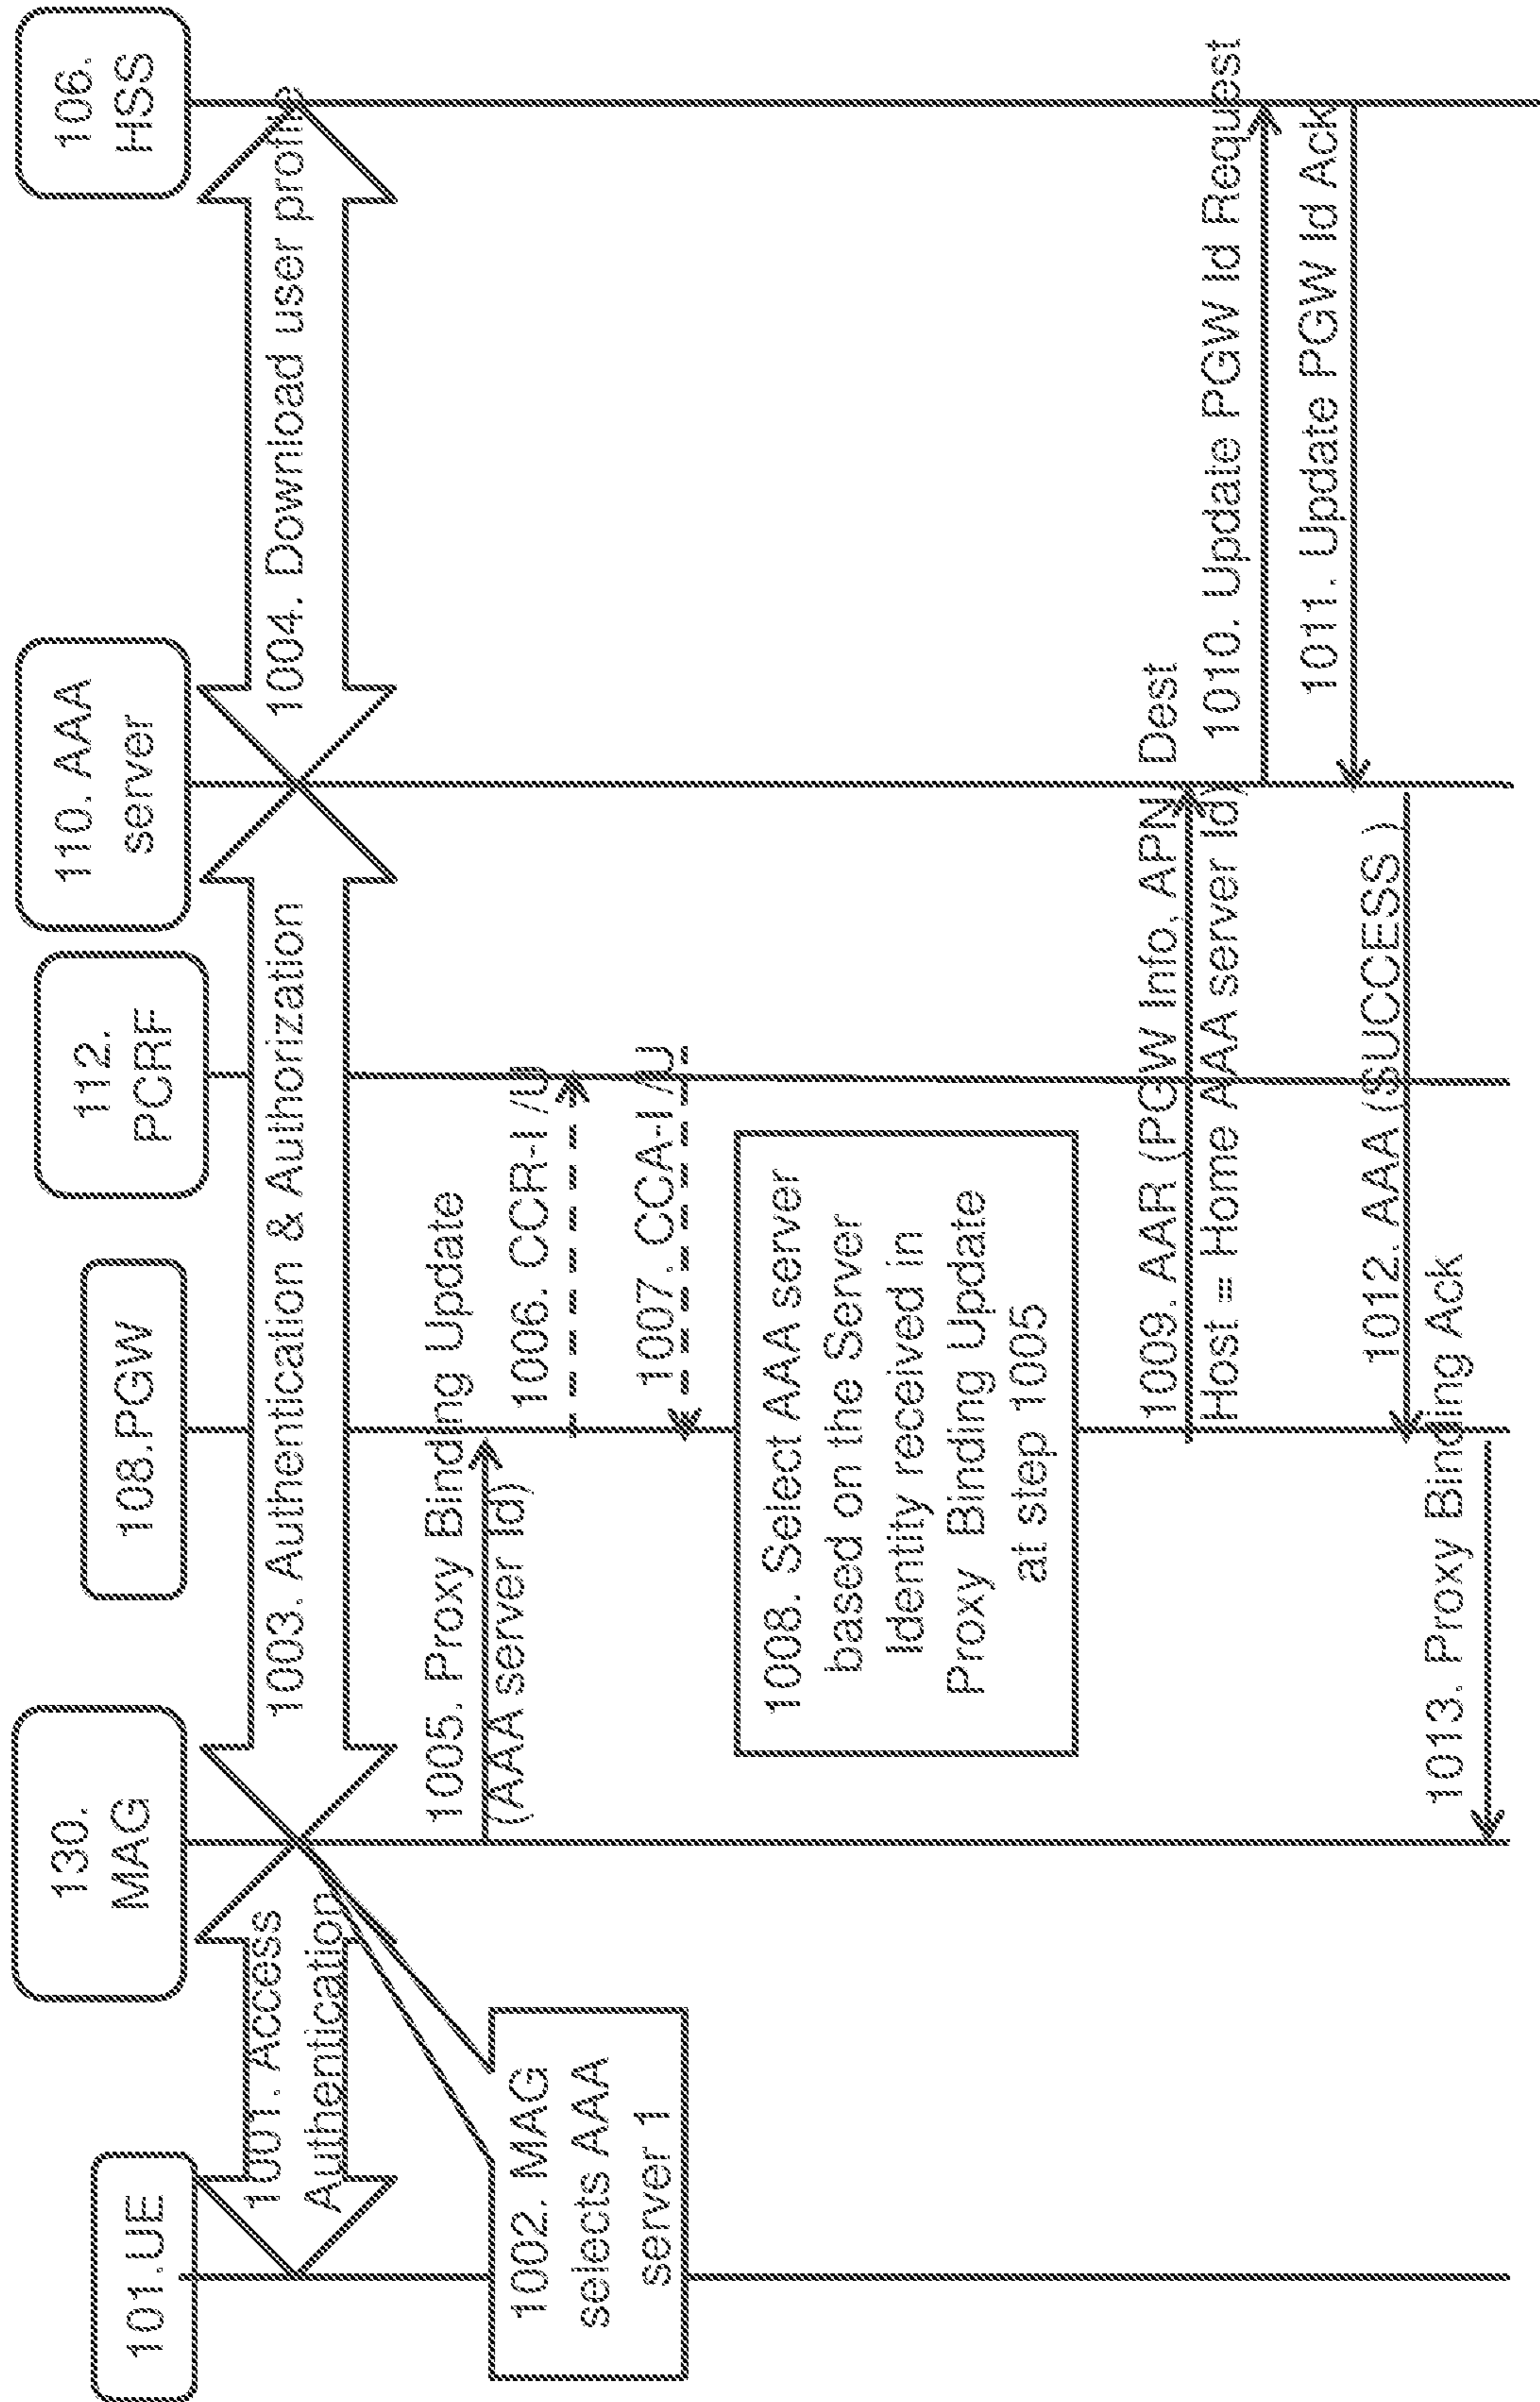 101.UE
130.
MAG
108.PGW
112.
PCRF
110. AAA
server
106.
HSS
1001. Access
Authentication
1002. MAG
selects AAA
server 1
1003. Authentication & Authorization
1004. Download user profile
1005. Proxy Binding Update
(AAA server Id)
1006. CCR-I /U
1007. CCA-I /U
1008. Select AAA server
based on the Server
Identity received in
Proxy Binding Update
at step 1005
1009. AAR (PGW Info, APN, Dest
Host = Home AAA server Id)
1010. Update PGW Id Request
1011. Update PGW Id Ack
1012. AAA (SUCCESS )
1013. Proxy Binding Ack